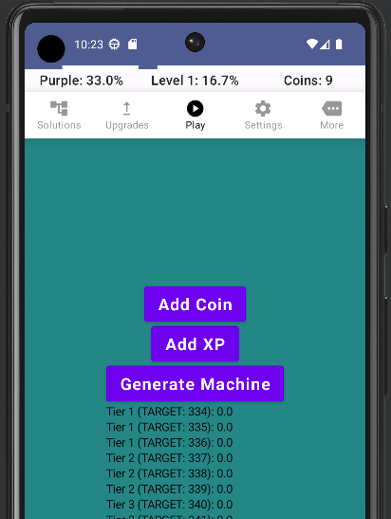 10:23
Purple: 33.0% Level 1: 16.7% Coins: 9
Solutions Upgrades Play Settings More
Add Coin
Add XP
Generate Machine
Tier 1 (TARGET: 334): 0.0
Tier 1 (TARGET: 335): 0.0
Tier 1 (TARGET: 336): 0.0
Tier 2 (TARGET: 337): 0.0
Tier 2 (TARGET: 338): 0.0
Tier 2 (TARGET: 339): 0.0
Tier 3 (TARGET: 340): 0.0